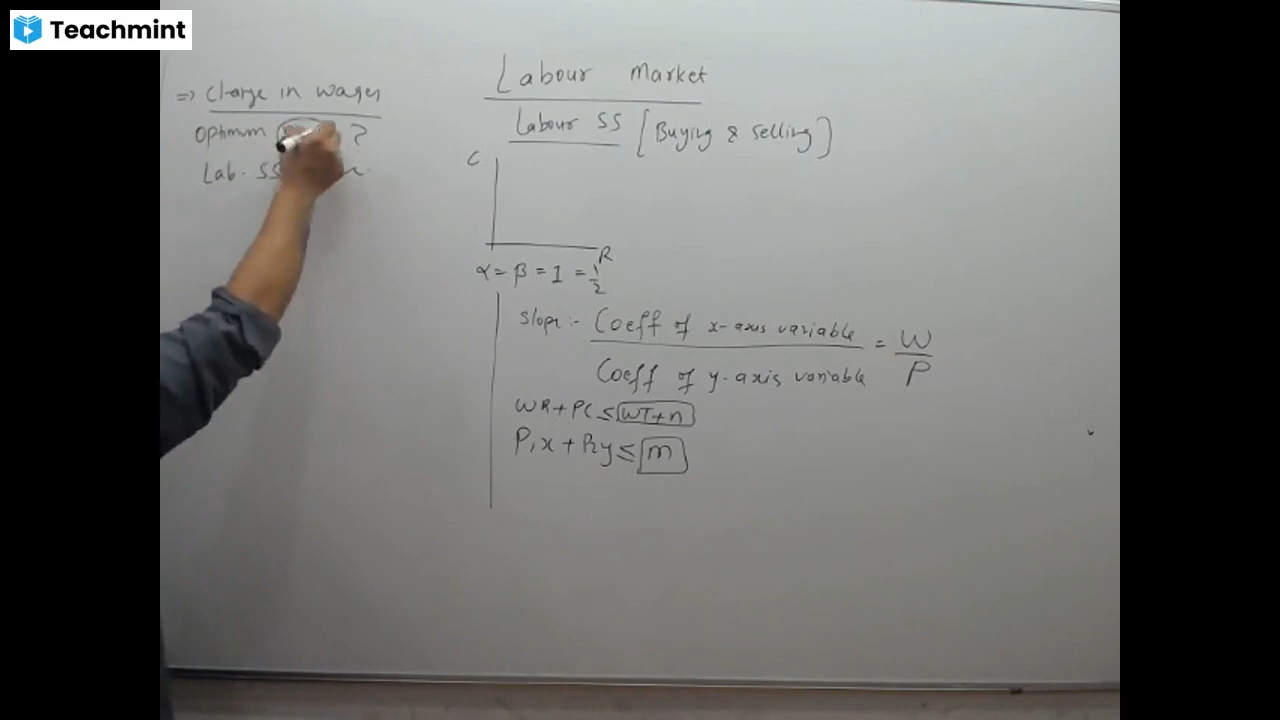 Teachmint
⇒ Change in wages
Optimum ?
Lab. SS
Labour Market
Labour SS [Buying & Selling]
C
R
α = β = 1 = 1/2
Slope :- Coeff of x-axis variable / Coeff of y-axis variable = W/P
WR + PC ≤ WT + n
P₁x + P₂y ≤ m